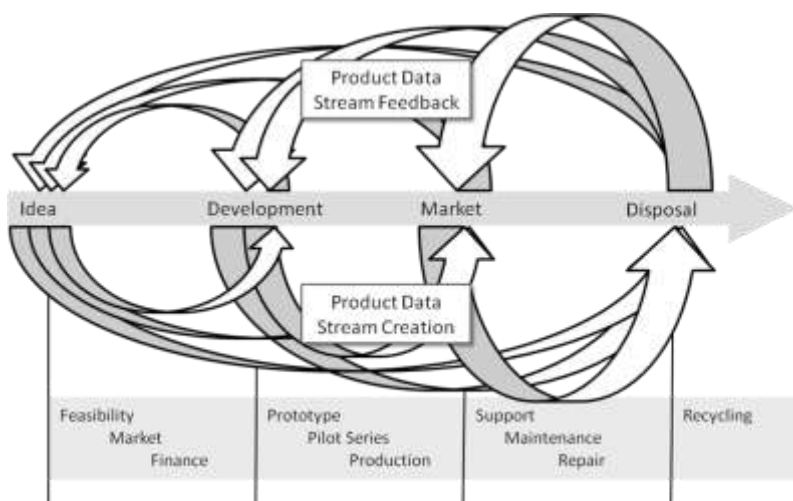 Product Data
Stream Feedback
Idea
Development
Market
Disposal
Product Data
Stream Creation
Feasibility
Market
Finance
Prototype
Pilot Series
Production
Support
Maintenance
Repair
Recycling